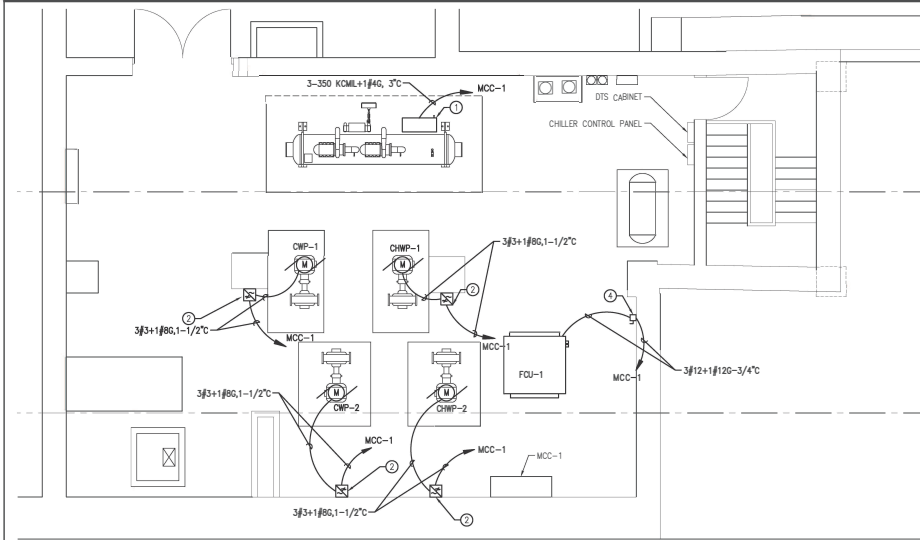 3-350 KCMIL+1#4G, 3"C
MCC-1
1
DTS CABINET
CHILLER CONTROL PANEL
CWP-1
M
CHWP-1
M
3#3+1#8G,1-1/2"C
2
2
4
3#3+1#8G,1-1/2"C
MCC-1
MCC-1
FCU-1
MCC-1
3#12+1#12G-3/4"C
3#3+1#8G,1-1/2"C
M
CWP-2
M
CHWP-2
MCC-1
MCC-1
MCC-1
2
3#3+1#8G,1-1/2"C
2